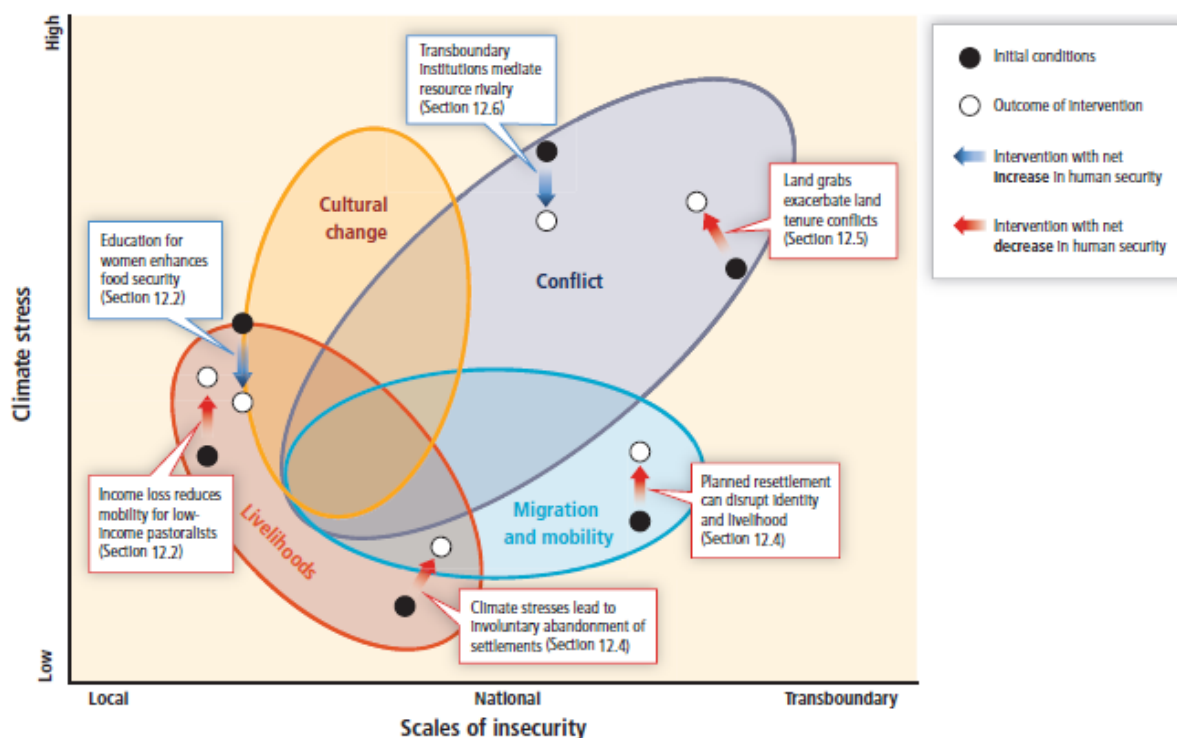 High
Climate stress
Low
Local
National
Transboundary
Scales of insecurity
Transboundary
institutions mediate
resource rivalry
(Section 12.6)
Cultural
change
Education for
women enhances
food security
(Section 12.2)
Conflict
Land grabs
exacerbate land
tenure conflicts
(Section 12.5)
Income loss reduces
mobility for low-
income pastoralists
(Section 12.2)
Livelihoods
Migration
and mobility
Planned resettlement
can disrupt identity
and livelihood
(Section 12.4)
Climate stresses lead to
involuntary abandonment of
settlements (Section 12.4)
Initial conditions
Outcome of intervention
Intervention with net
increase in human security
Intervention with net
decrease in human security